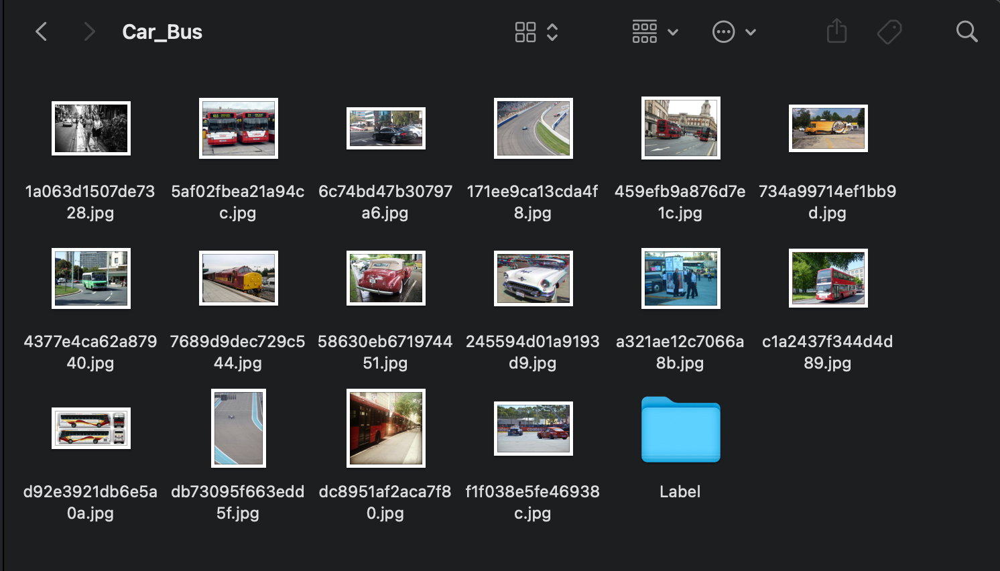 Car_Bus
1a063d1507de73
28.jpg
5af02fbea21a94c
c.jpg
6c74bd47b30797
a6.jpg
171ee9ca13cda4f
8.jpg
459efb9a876d7e
1c.jpg
734a99714ef1bb9
d.jpg
4377e4ca62a879
40.jpg
7689d9dec729c5
44.jpg
58630eb6719744
51.jpg
245594d01a9193
d9.jpg
a321ae12c7066a
8b.jpg
c1a2437f344d4d
89.jpg
d92e3921db6e5a
0a.jpg
db73095f663edd
5f.jpg
dc8951af2aca7f8
0.jpg
f1f038e5fe46938
c.jpg
Label